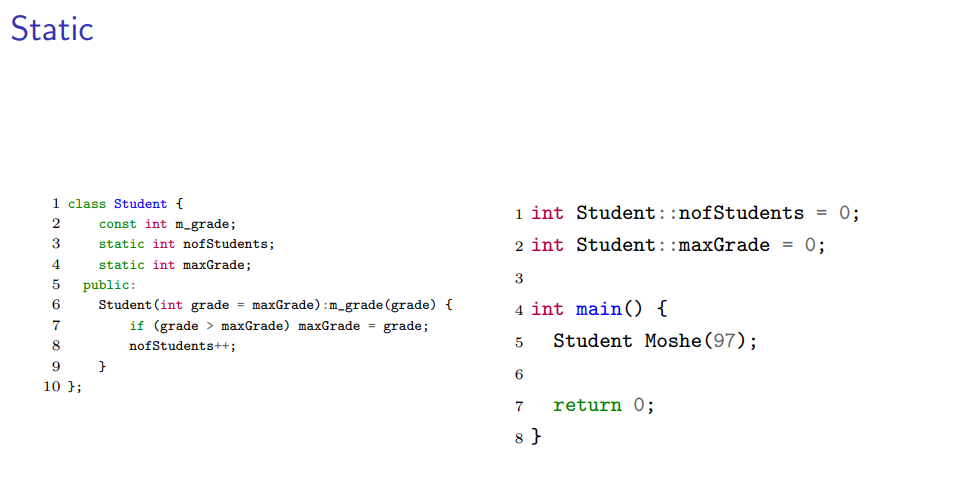 Static
1 class Student {
2     const int m_grade;
3     static int nofStudents;
4     static int maxGrade;
5   public:
6     Student(int grade = maxGrade):m_grade(grade) {
7         if (grade > maxGrade) maxGrade = grade;
8         nofStudents++;
9     }
10 };
1 int Student::nofStudents = 0;
2 int Student::maxGrade = 0;
3
4 int main() {
5   Student Moshe(97);
6
7   return 0;
8 }